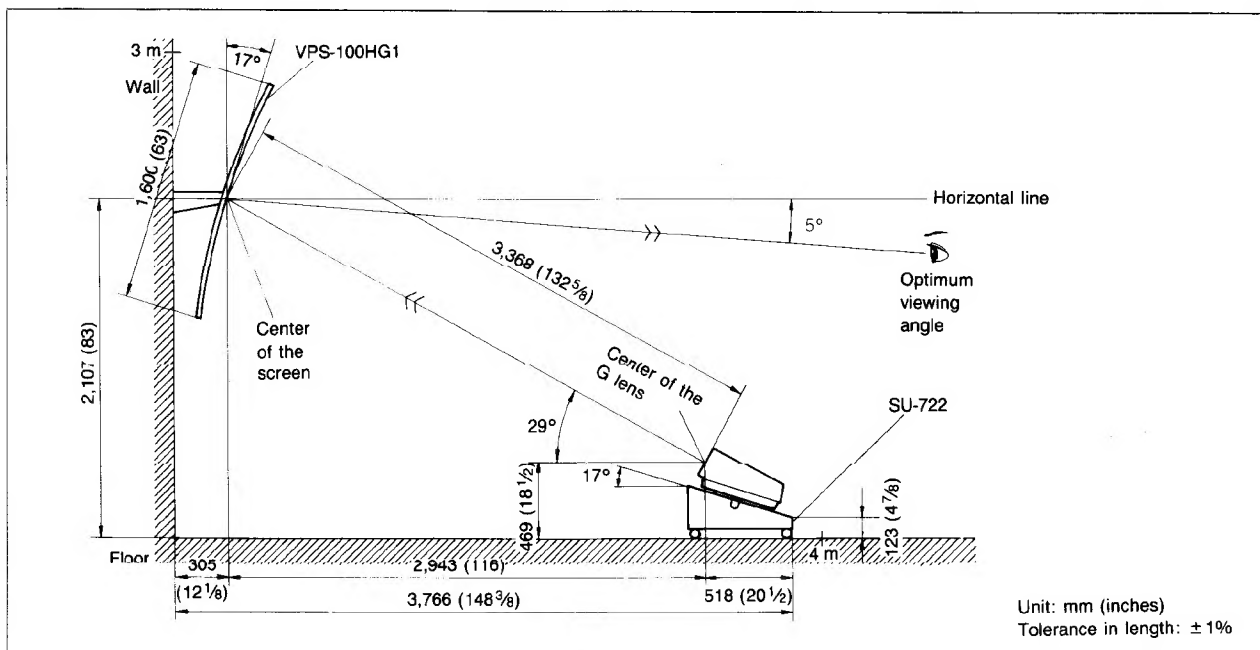 3 m
17°
VPS-100HG1
Wall
1,600 (63)
Horizontal line
5°
3,368 (132 5/8)
Optimum
viewing
angle
Center
of the
screen
2,107 (83)
Center of the
G lens
SU-722
29°
17°
469 (18 1/2)
123 (4 7/8)
4 m
Floor
305
(12 1/8)
2,943 (116)
518 (20 1/2)
3,766 (148 3/8)
Unit: mm (inches)
Tolerance in length: ± 1%